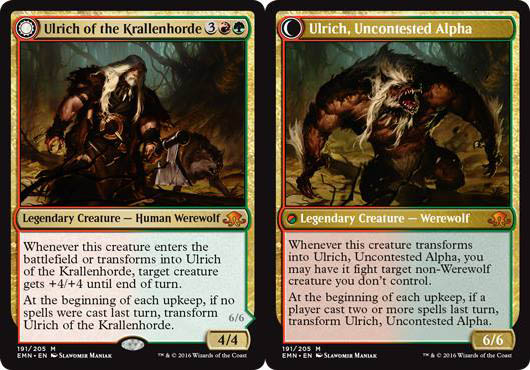 Ulrich of the Krallenhorde 3
Legendary Creature — Human Werewolf
Whenever this creature enters the
battlefield or transforms into Ulrich
of the Krallenhorde, target creature
gets +4/+4 until end of turn.
At the beginning of each upkeep, if no
spells were cast last turn, transform
Ulrich of the Krallenhorde.
6/6
4/4
191/205 M
EMN • EN Slawomir Maniak
™ & © 2016 Wizards of the Coast
Ulrich, Uncontested Alpha
Legendary Creature — Werewolf
Whenever this creature transforms
into Ulrich, Uncontested Alpha, you
may have it fight target non-Werewolf
creature you don't control.
At the beginning of each upkeep, if a
player cast two or more spells last turn,
transform Ulrich, Uncontested Alpha.
6/6
191/205 M
EMN • EN Slawomir Maniak
™ & © 2016 Wizards of the Coast